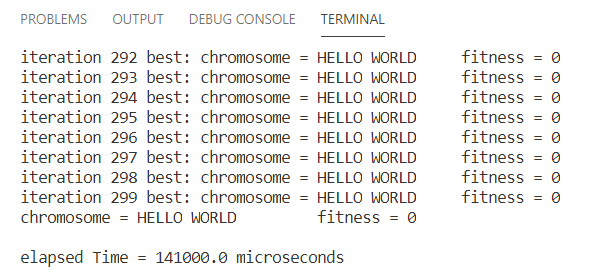 PROBLEMS OUTPUT DEBUG CONSOLE TERMINAL
iteration 292 best: chromosome = HELLO WORLD fitness = 0
iteration 293 best: chromosome = HELLO WORLD fitness = 0
iteration 294 best: chromosome = HELLO WORLD fitness = 0
iteration 295 best: chromosome = HELLO WORLD fitness = 0
iteration 296 best: chromosome = HELLO WORLD fitness = 0
iteration 297 best: chromosome = HELLO WORLD fitness = 0
iteration 298 best: chromosome = HELLO WORLD fitness = 0
iteration 299 best: chromosome = HELLO WORLD fitness = 0
chromosome = HELLO WORLD fitness = 0
elapsed Time = 141000.0 microseconds